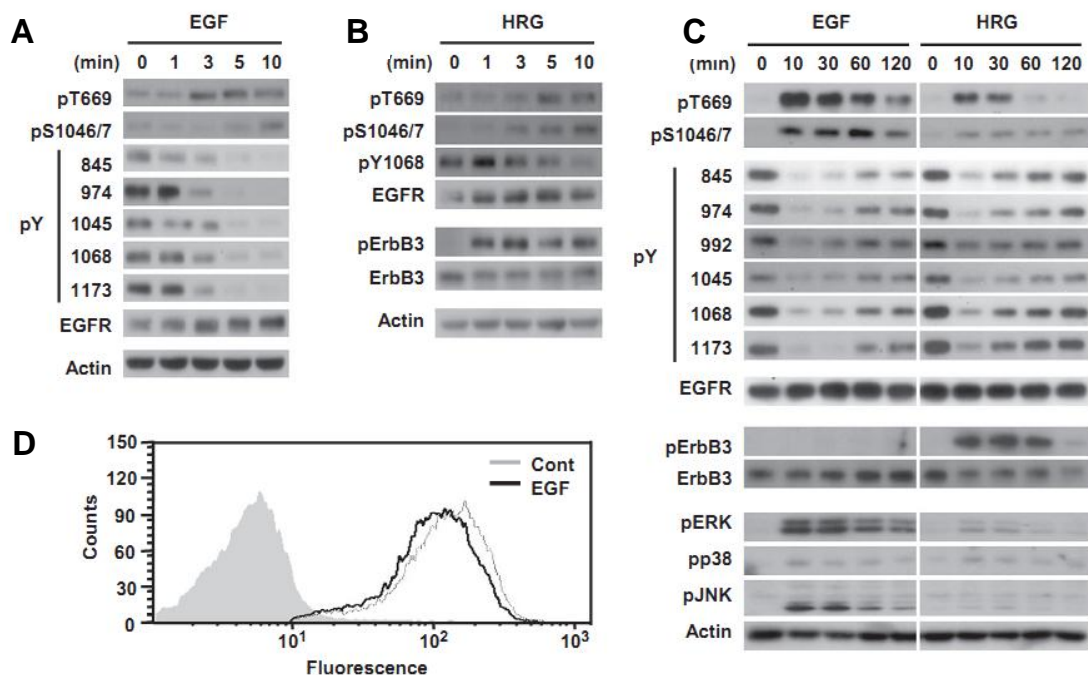 A
EGF
(min) 0 1 3 5 10
pT669
pS1046/7
pY
845
974
1045
1068
1173
EGFR
Actin
B
HRG
(min) 0 1 3 5 10
pT669
pS1046/7
pY1068
EGFR
pErbB3
ErbB3
Actin
C
EGF HRG
(min) 0 10 30 60 120 0 10 30 60 120
pT669
pS1046/7
pY
845
974
992
1045
1068
1173
EGFR
pErbB3
ErbB3
pERK
pp38
pJNK
Actin
D
150
120
90
60
30
0
Counts
Cont
EGF
10¹ 10² 10³
Fluorescence